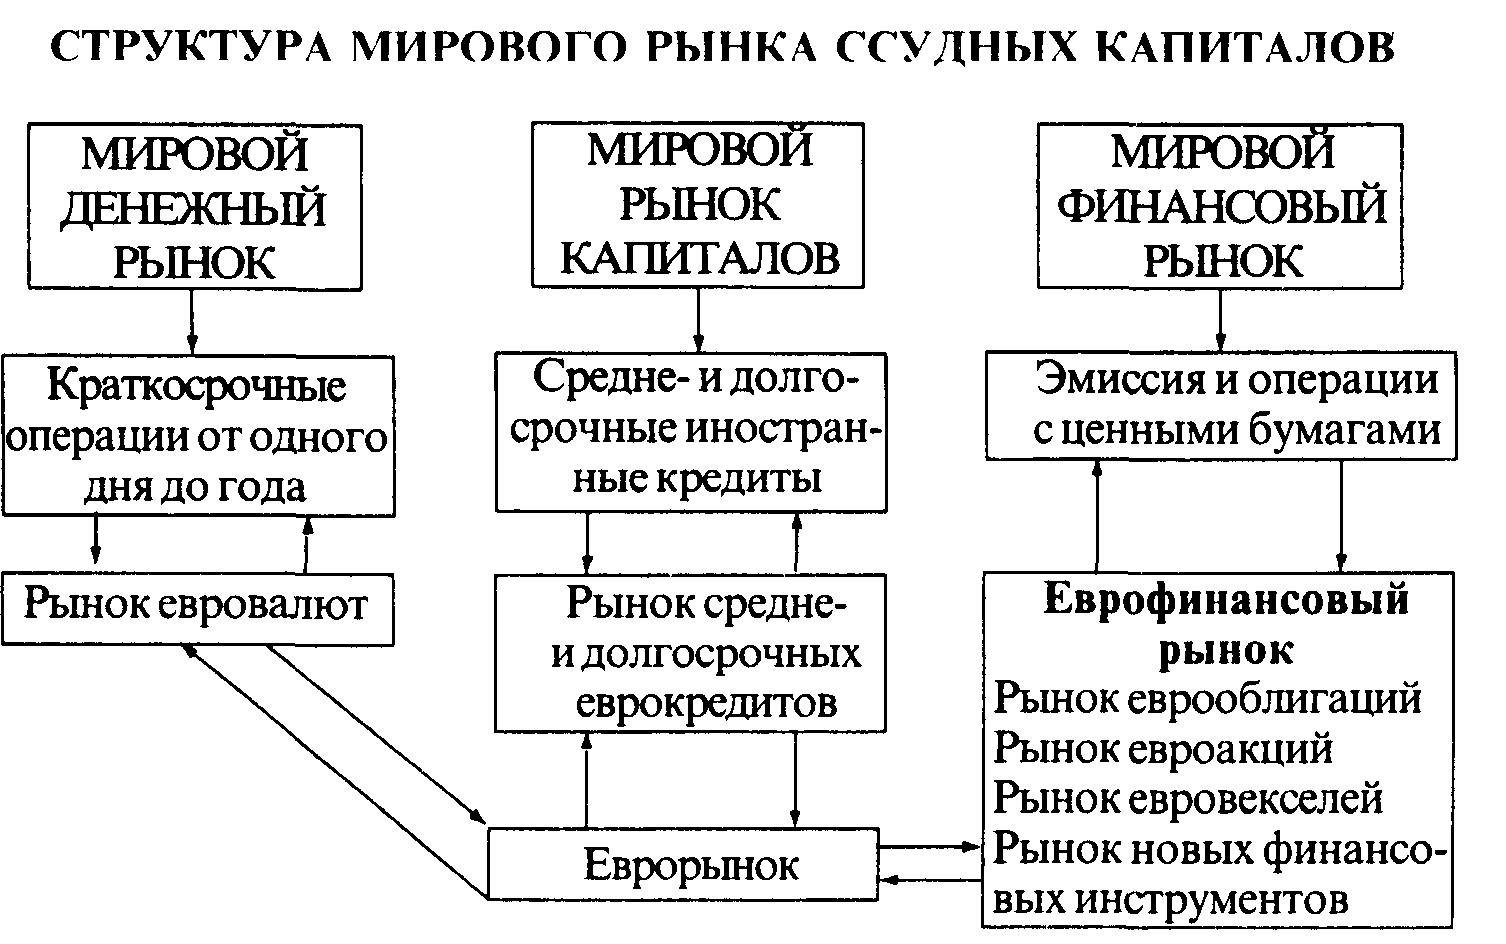 СТРУКТУРА МИРОВОГО РЫНКА ССУДНЫХ КАПИТАЛОВ
МИРОВОЙ
ДЕНЕЖНЫЙ
РЫНОК
МИРОВОЙ
РЫНОК
КАПИТАЛОВ
МИРОВОЙ
ФИНАНСОВЫЙ
РЫНОК
Краткосрочные
операции от одного
дня до года
Средне- и долго-
срочные иностран-
ные кредиты
Эмиссия и операции
с ценными бумагами
Рынок евровалют
Рынок средне-
и долгосрочных
еврокредитов
Еврофинансовый
рынок
Рынок еврооблигаций
Рынок евроакций
Рынок евровекселей
Рынок новых финансо-
вых инструментов
Еврорынок